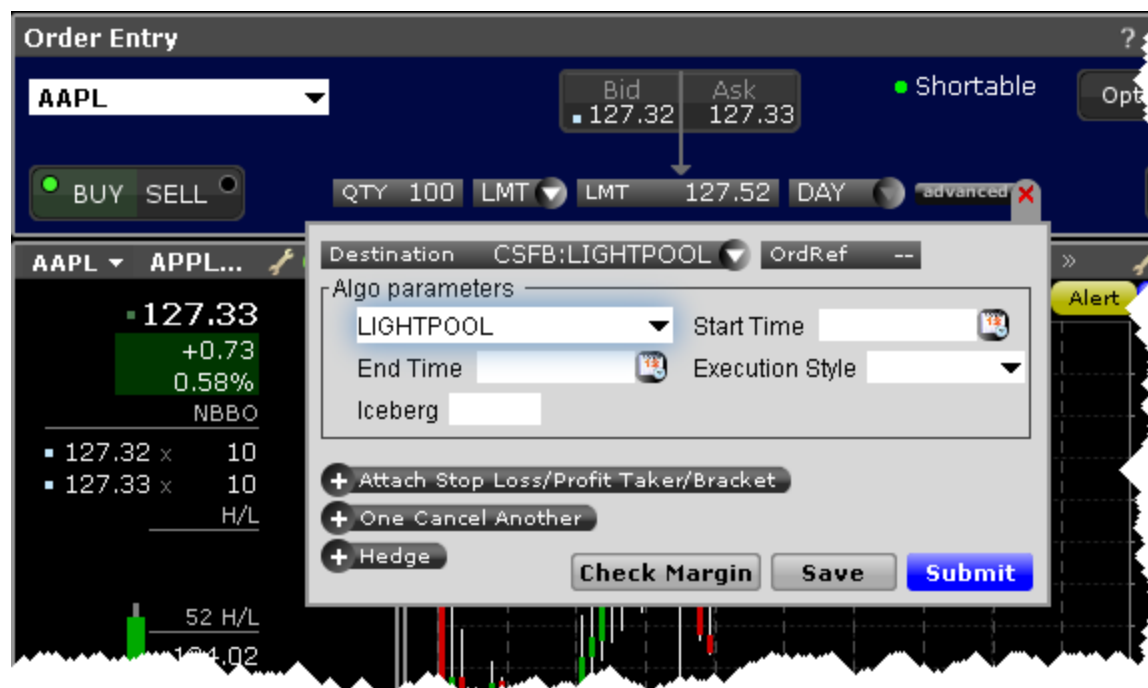 Order Entry ?
AAPL Bid Ask Shortable
127.32 127.33
BUY SELL QTY 100 LMT LMT 127.52 DAY advanced
AAPL APPL... Destination CSFB:LIGHTPOOL OrdRef -- »
Algo parameters Alert
127.33 LIGHTPOOL Start Time
+0.73 End Time Execution Style
0.58%
NBBO Iceberg
127.32 x 10
127.33 x 10 Attach Stop Loss/Profit Taker/Bracket
H/L One Cancel Another
Hedge
Check Margin Save Submit
52 H/L